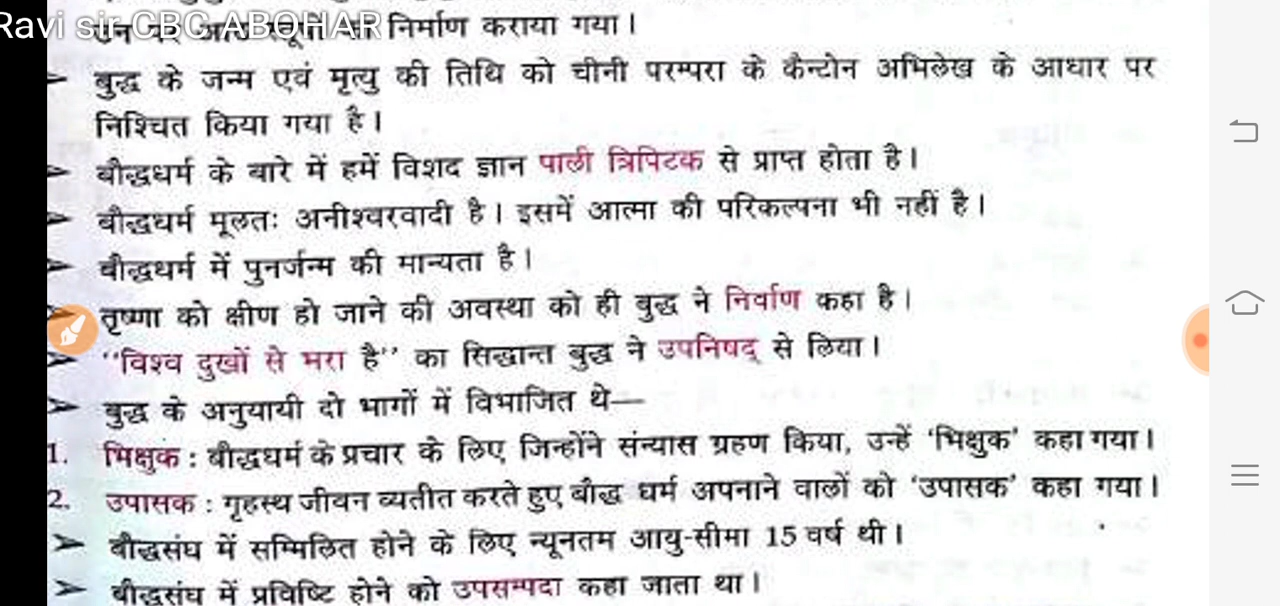 Ravi sir CBC ABOHAR
निर्माण कराया गया।
➤ बुद्ध के जन्म एवं मृत्यु की तिथि को चीनी परम्परा के कैन्टोन अभिलेख के आधार पर
निश्चित किया गया है।
➤ बौद्धधर्म के बारे में हमें विशद ज्ञान पाली त्रिपिटक से प्राप्त होता है।
➤ बौद्धधर्म मूलतः अनीश्वरवादी है। इसमें आत्मा की परिकल्पना भी नहीं है।
➤ बौद्धधर्म में पुनर्जन्म की मान्यता है।
➤ तृष्णा को क्षीण हो जाने की अवस्था को ही बुद्ध ने निर्वाण कहा है।
➤ ‘‘विश्व दुखों से भरा है’’ का सिद्धान्त बुद्ध ने उपनिषद् से लिया।
➤ बुद्ध के अनुयायी दो भागों में विभाजित थे—
1. भिक्षुक : बौद्धधर्म के प्रचार के लिए जिन्होंने संन्यास ग्रहण किया, उन्हें ‘भिक्षुक’ कहा गया।
2. उपासक : गृहस्थ जीवन व्यतीत करते हुए बौद्ध धर्म अपनाने वालों को ‘उपासक’ कहा गया।
➤ बौद्धसंघ में सम्मिलित होने के लिए न्यूनतम आयु-सीमा 15 वर्ष थी।
➤ बौद्धसंघ में प्रविष्टि होने को उपसम्पदा कहा जाता था।